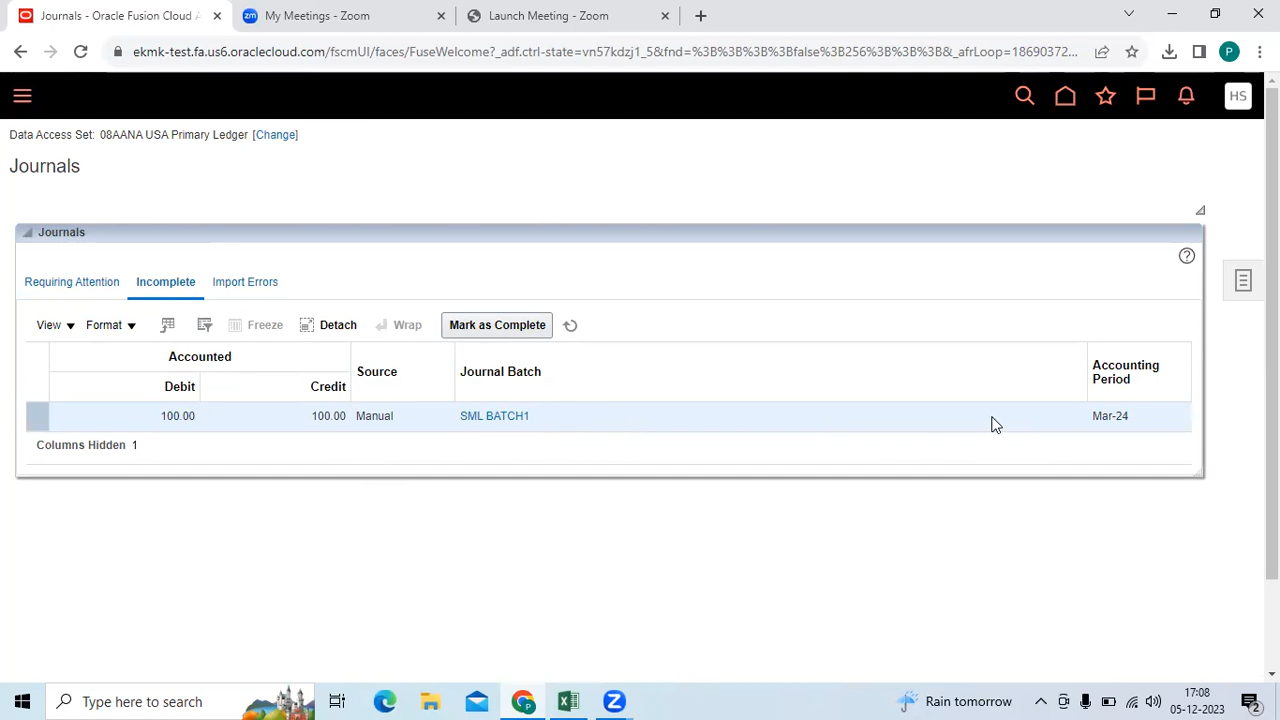 Journals - Oracle Fusion Cloud A
My Meetings - Zoom
Launch Meeting - Zoom
ekmk-test.fa.us6.oraclecloud.com/fscmUI/faces/FuseWelcome?_adf.ctrl-state=vn57kdzj1_5&fnd=%3B%3B%3B%3Bfalse%3B256%3B%3B%3B&_afrLoop=18690372...
P
HS
Data Access Set: 08AANA USA Primary Ledger [Change]
Journals
Journals
Requiring Attention
Incomplete
Import Errors
View
Format
Freeze
Detach
Wrap
Mark as Complete
Accounted
Debit
Credit
Source
Journal Batch
Accounting
Period
100.00
100.00
Manual
SML BATCH1
Mar-24
Columns Hidden 1
Type here to search
Rain tomorrow
17:08
05-12-2023
2